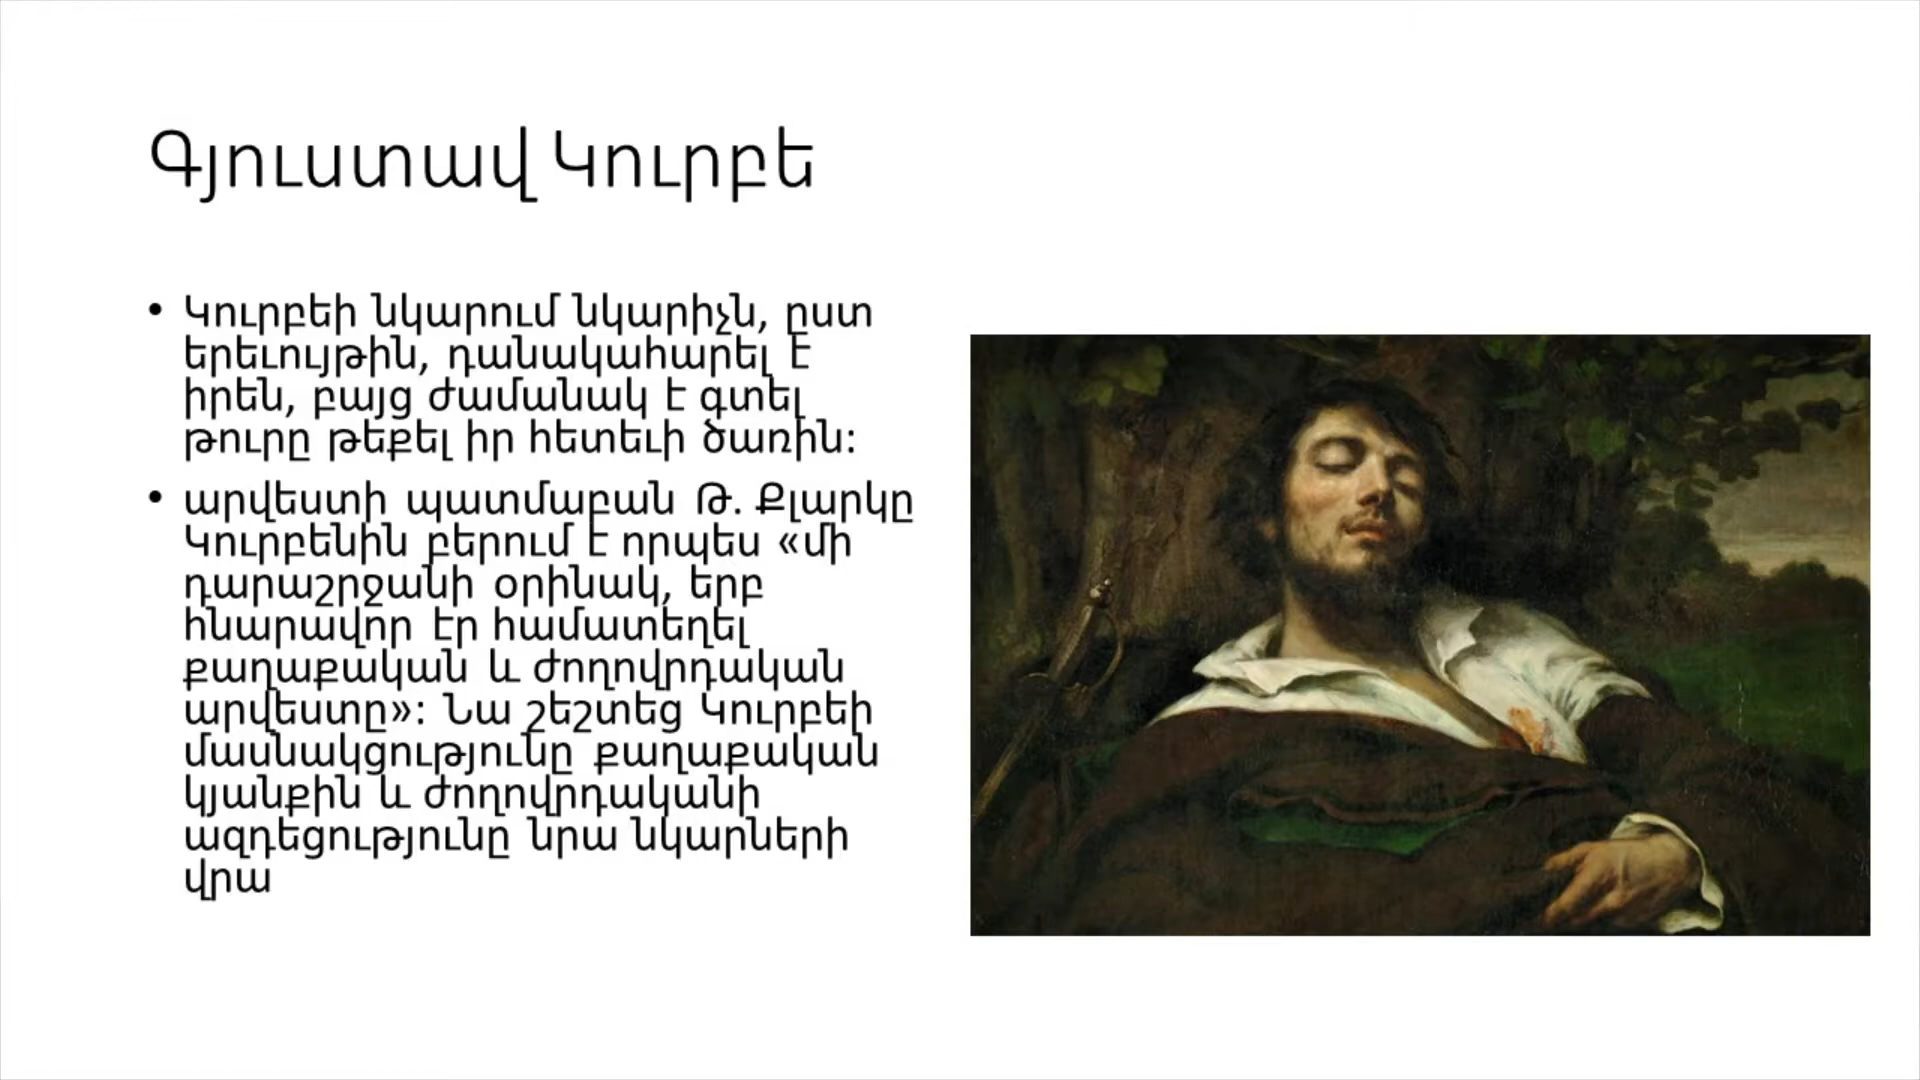 Գյուստավ Կուրբե
• Կուրբեի նկարում նկարիչն, ըստ
երեւույթին, դանակահարել է
իրեն, բայց ժամանակ է գտել
թուրը թեքել իր հետեւի ծառին:
• արվեստի պատմաբան Թ. Քլարկը
Կուրբենին բերում է որպես «մի
դարաշրջանի օրինակ, երբ
հնարավոր էր համատեղել
քաղաքական և ժողովրդական
արվեստը»: Նա շեշտեց Կուրբեի
մասնակցությունը քաղաքական
կյանքին և ժողովրդականի
ազդեցությունը նրա նկարների
վրա